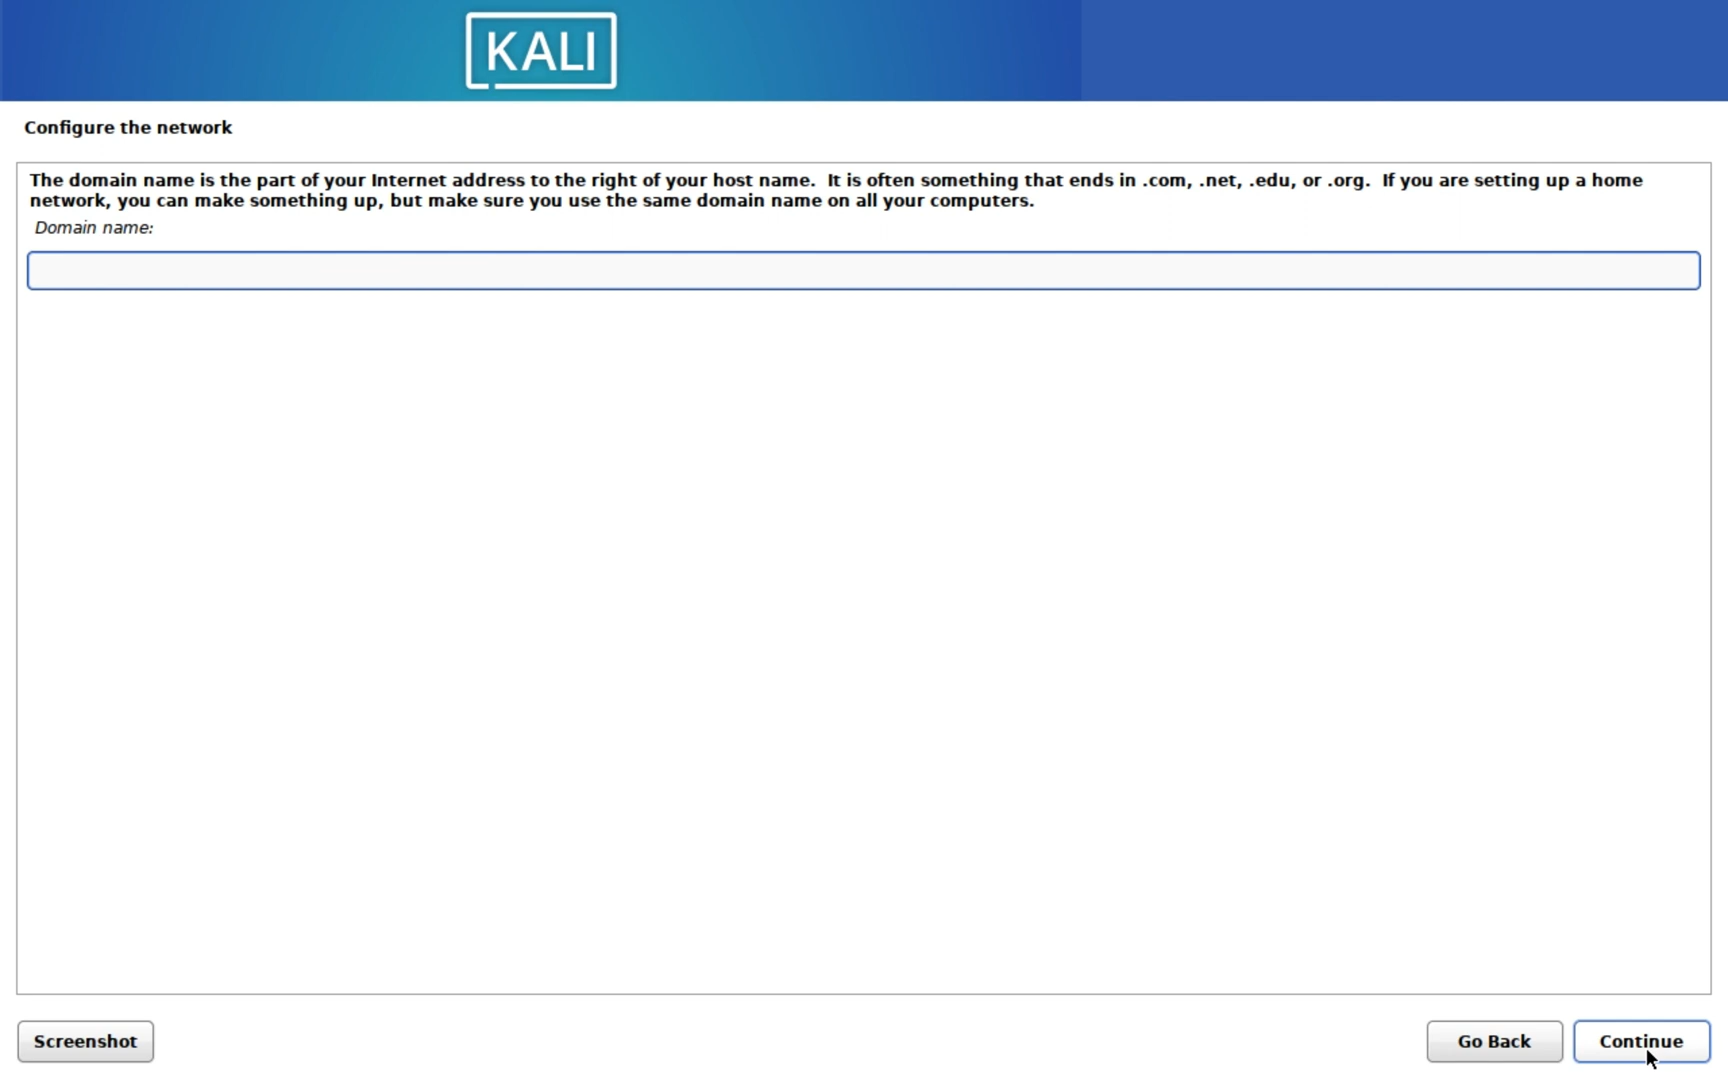 KALI
Configure the network
The domain name is the part of your Internet address to the right of your host name.  It is often something that ends in .com, .net, .edu, or .org.  If you are setting up a home
network, you can make something up, but make sure you use the same domain name on all your computers.
Domain name:
Screenshot
Go Back
Continue